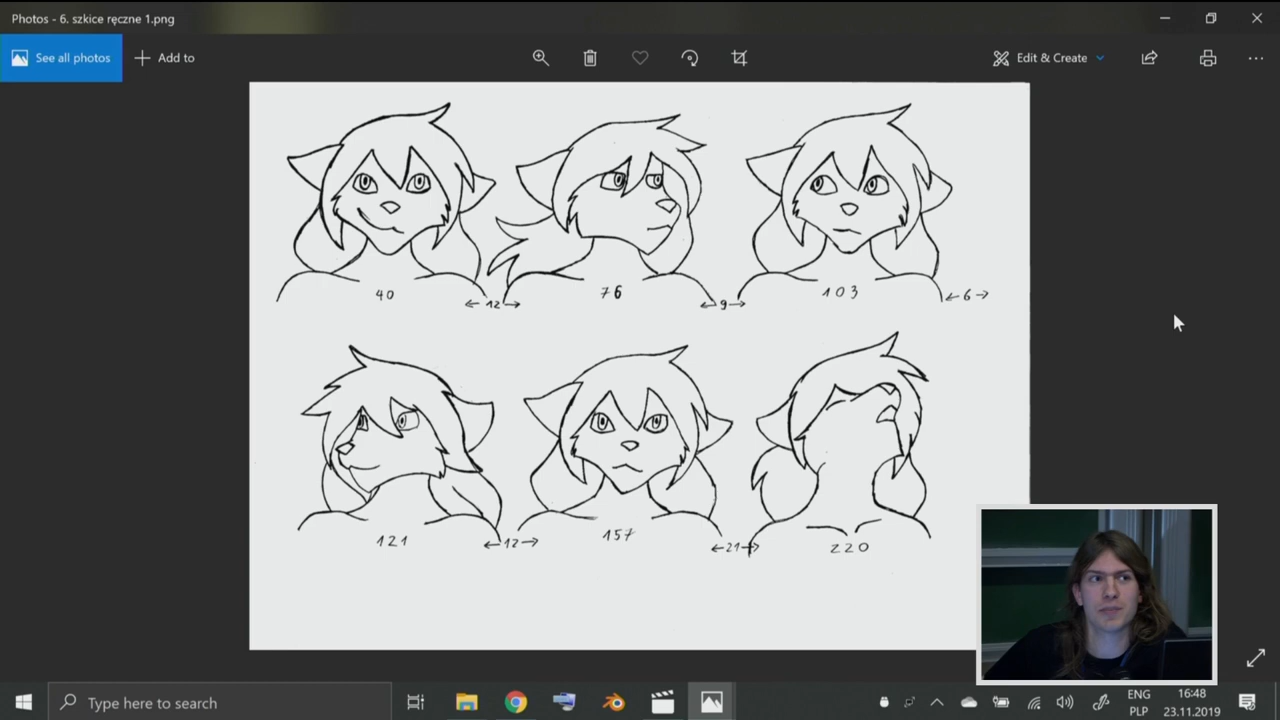 Photos - 6. szkice ręczne 1.png
See all photos
Add to
Edit & Create
40
12
76
9
103
6
121
12
157
21
220
Type here to search
ENG
PLP
16:48
23.11.2019